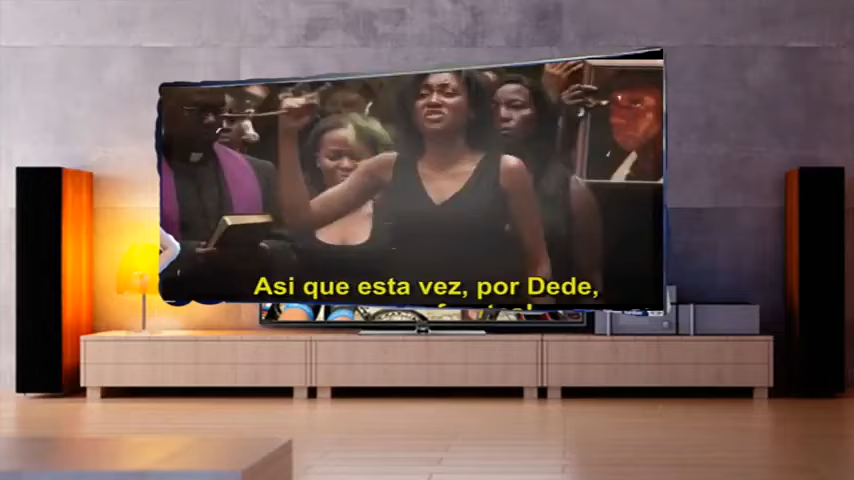 Asi que esta vez, por Dede,